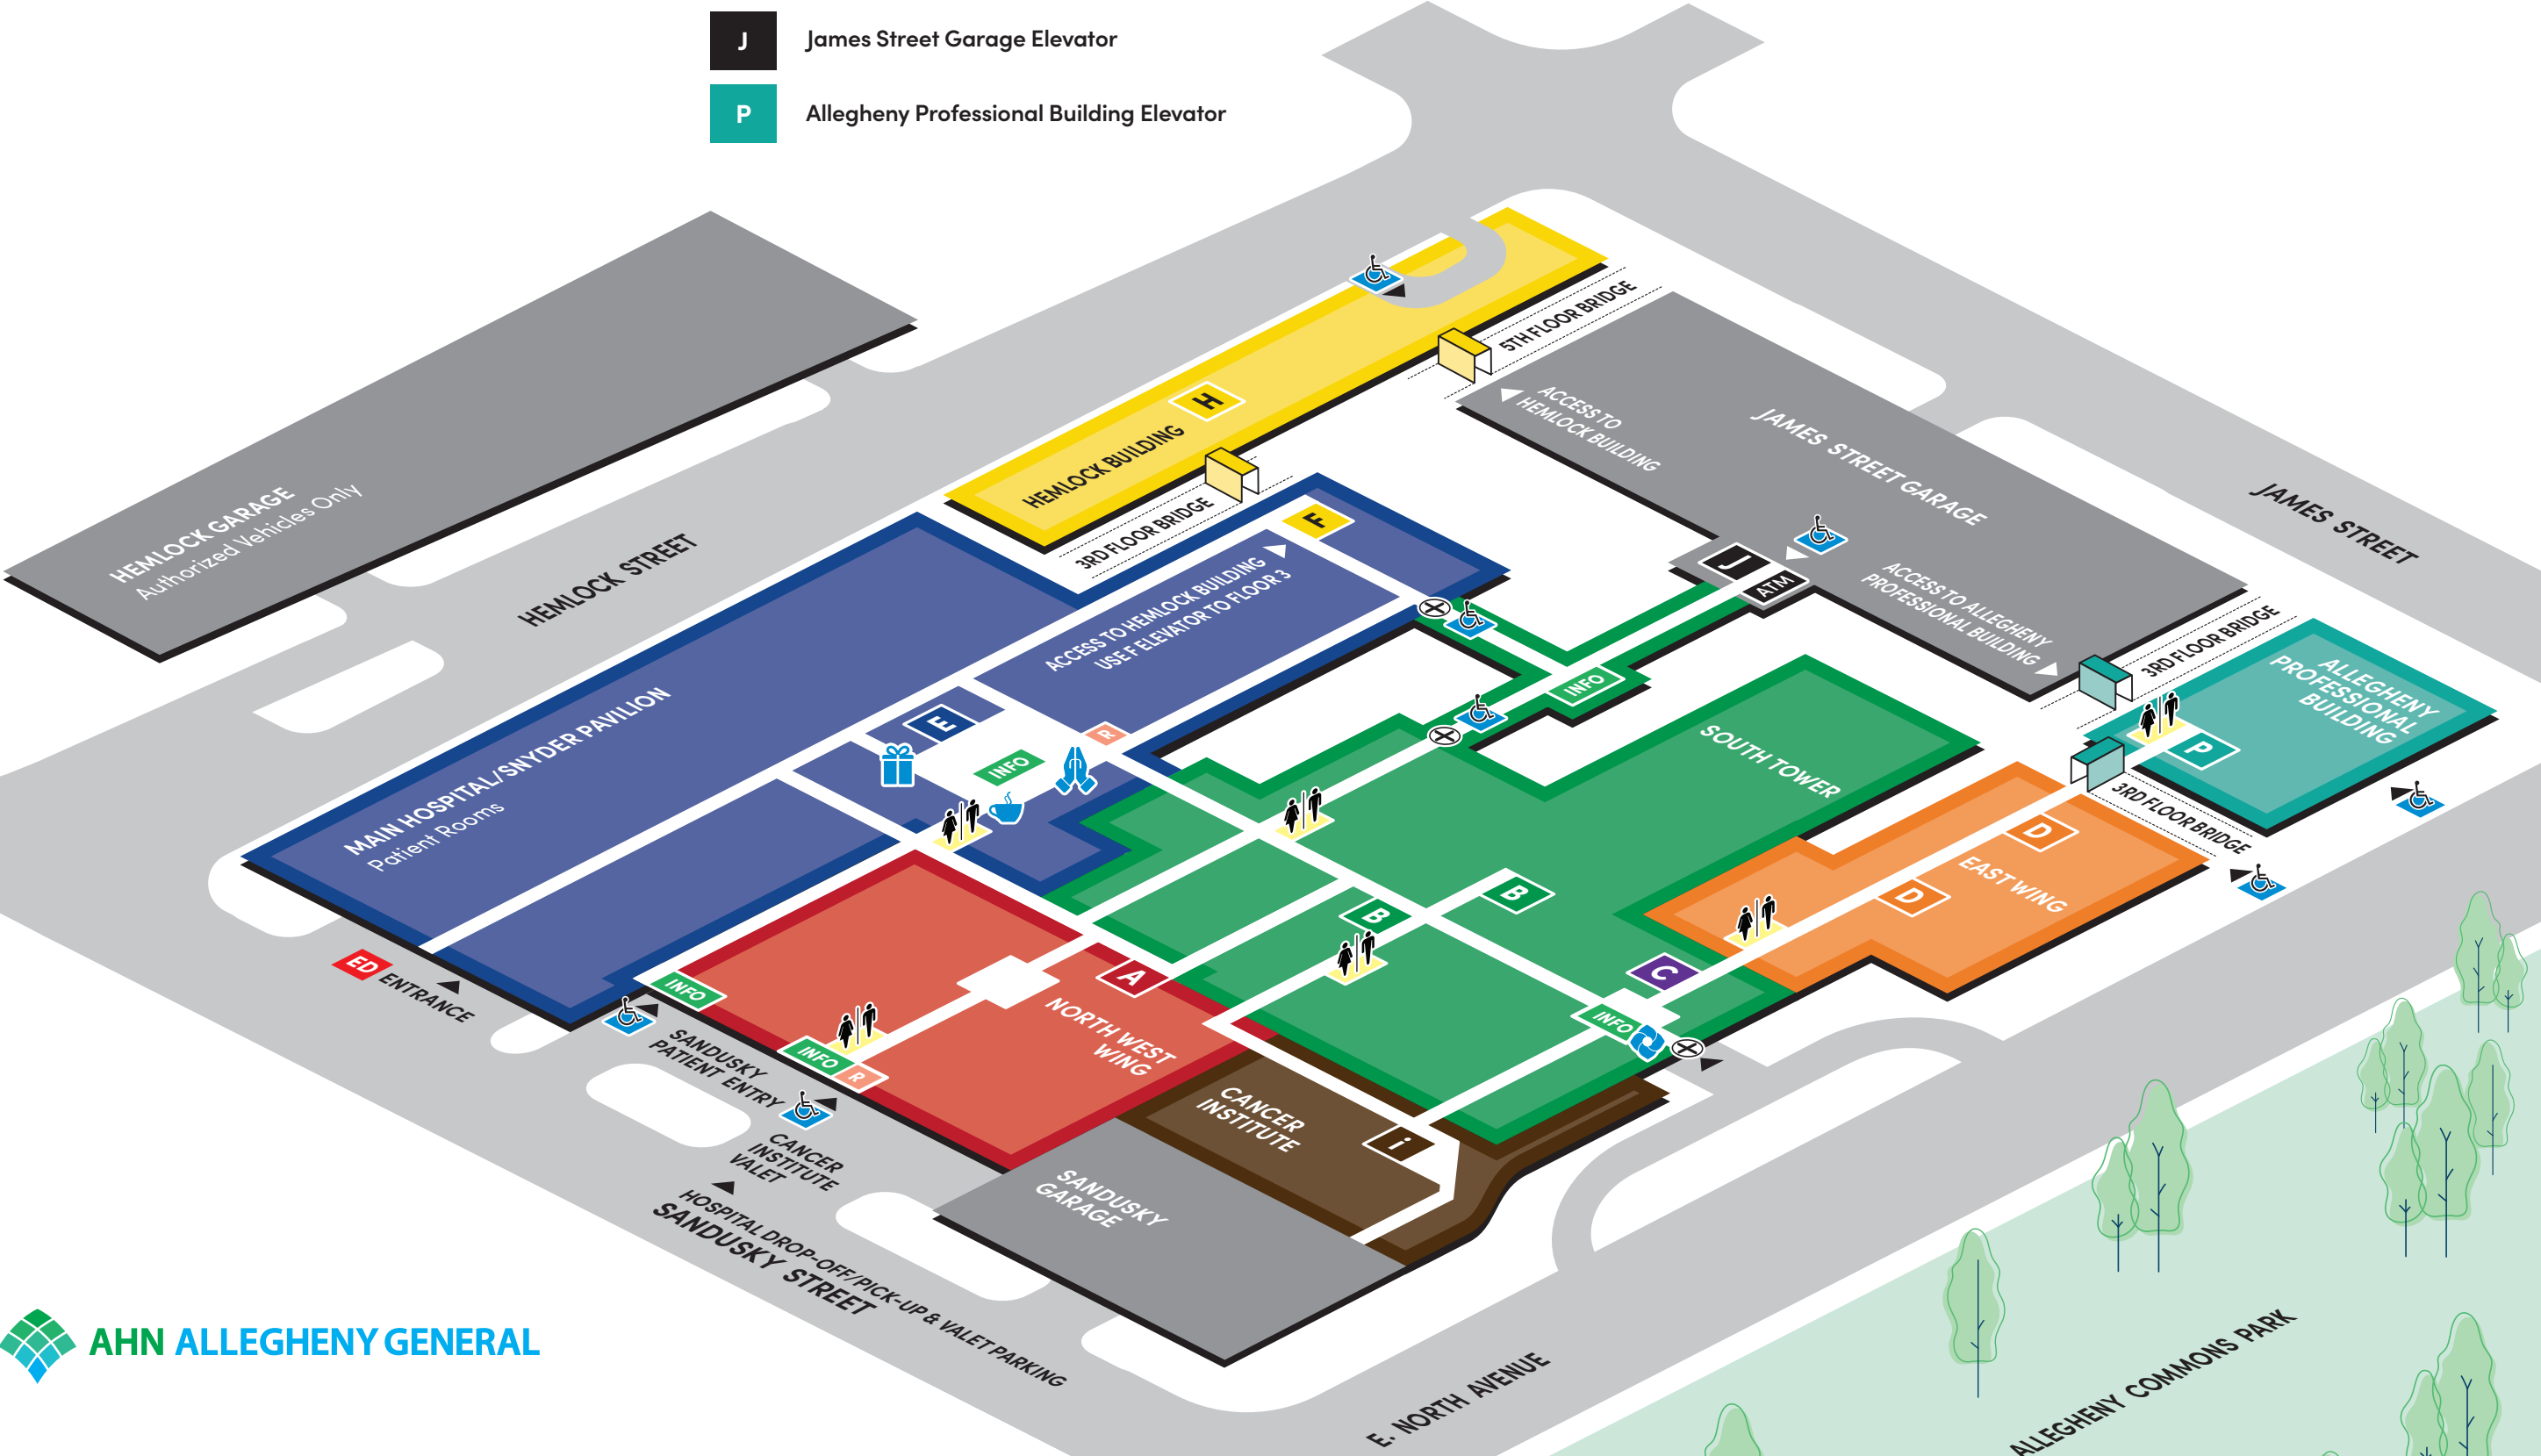 J
James Street Garage Elevator
P
Allegheny Professional Building Elevator
5TH FLOOR BRIDGE
ACCESS TO
HEMLOCK BUILDING
JAMES STREET GARAGE
H
HEMLOCK BUILDING
3RD FLOOR BRIDGE
HEMLOCK GARAGE
Authorized Vehicles Only
HEMLOCK STREET
JAMES STREET
F
ACCESS TO HEMLOCK BUILDING
USE F ELEVATOR TO FLOOR 3
J
ATM
ACCESS TO ALLEGHENY
PROFESSIONAL BUILDING
3RD FLOOR BRIDGE
ALLEGHENY
PROFESSIONAL
BUILDING
P
3RD FLOOR BRIDGE
INFO
MAIN HOSPITAL/SNYDER PAVILION
Patient Rooms
E
INFO
R
SOUTH TOWER
D
EAST WING
D
B
B
C
INFO
ED
ENTRANCE
INFO
A
NORTH WEST
WING
INFO
R
SANDUSKY
PATIENT ENTRY
CANCER
INSTITUTE
VALET
CANCER
INSTITUTE
i
SANDUSKY
GARAGE
HOSPITAL DROP-OFF/PICK-UP & VALET PARKING
SANDUSKY STREET
AHN ALLEGHENY GENERAL
E. NORTH AVENUE
ALLEGHENY COMMONS PARK